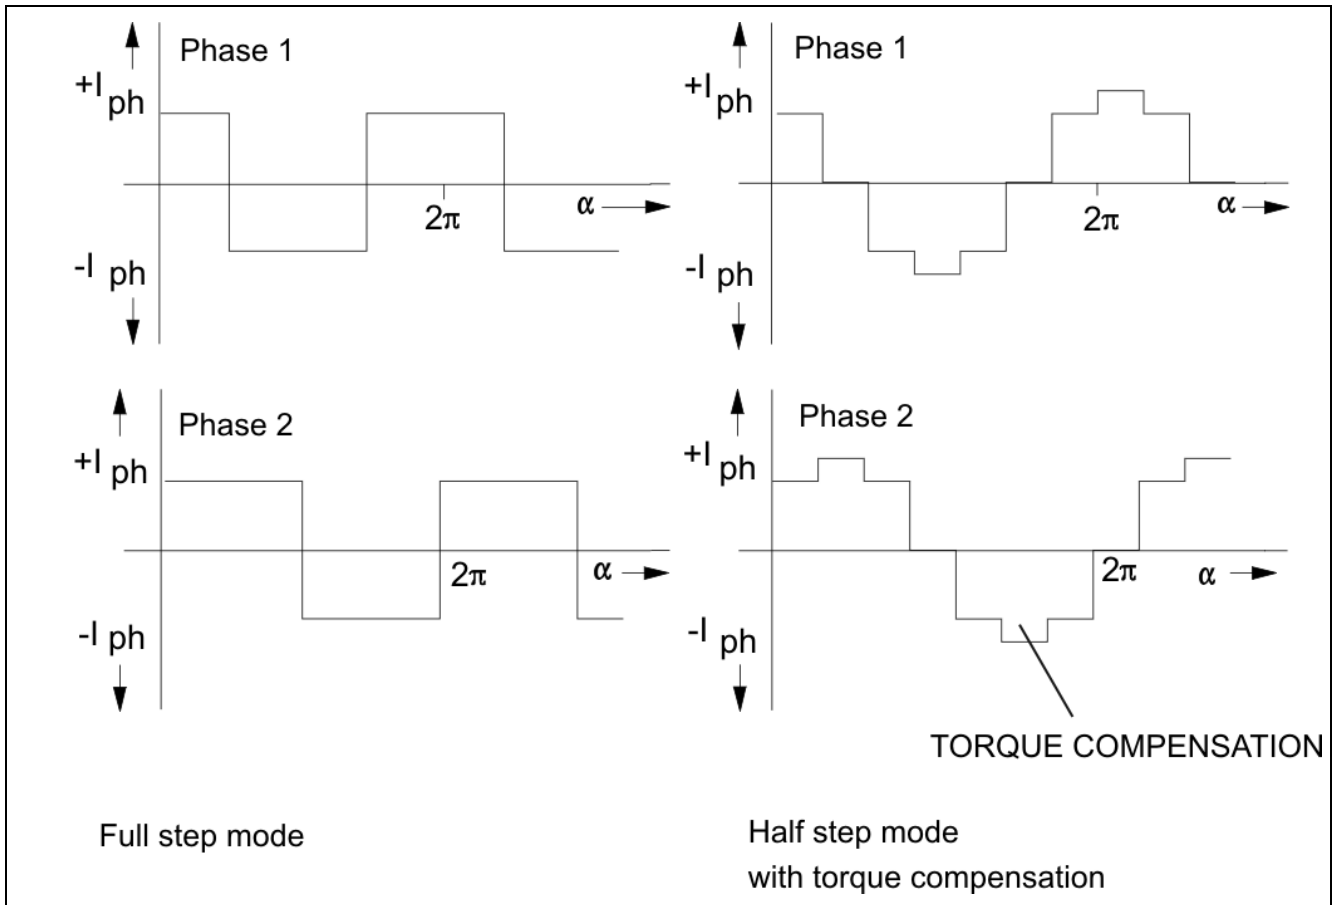 Phase 1
+I ph
2π
α
-I ph
Phase 1
+I ph
2π
α
-I ph
Phase 2
+I ph
2π
α
-I ph
Phase 2
+I ph
2π
α
-I ph
TORQUE COMPENSATION
Full step mode
Half step mode
with torque compensation